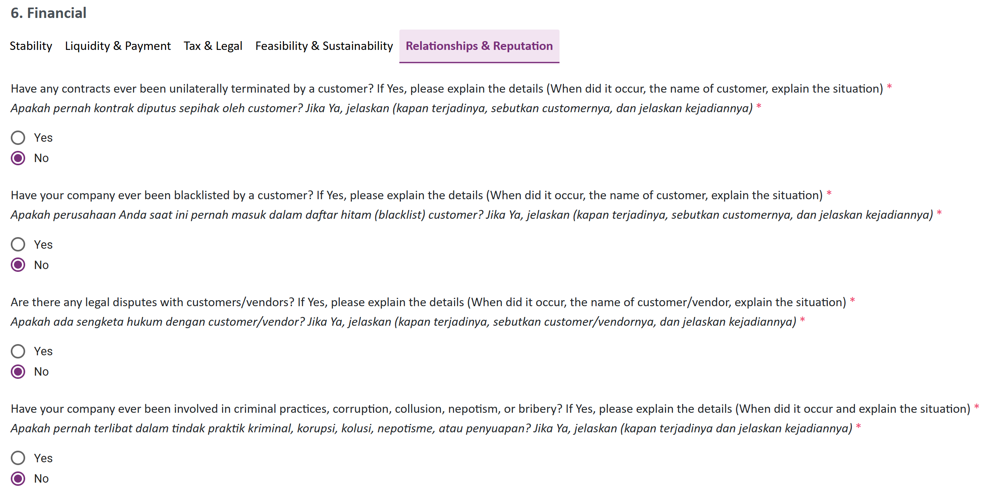 6. Financial
Stability Liquidity & Payment Tax & Legal Feasibility & Sustainability Relationships & Reputation
Have any contracts ever been unilaterally terminated by a customer? If Yes, please explain the details (When did it occur, the name of customer, explain the situation) *
Apakah pernah kontrak diputus sepihak oleh customer? Jika Ya, jelaskan (kapan terjadinya, sebutkan customernya, dan jelaskan kejadiannya) *
Yes
No
Have your company ever been blacklisted by a customer? If Yes, please explain the details (When did it occur, the name of customer, explain the situation) *
Apakah perusahaan Anda saat ini pernah masuk dalam daftar hitam (blacklist) customer? Jika Ya, jelaskan (kapan terjadinya, sebutkan customernya, dan jelaskan kejadiannya) *
Yes
No
Are there any legal disputes with customers/vendors? If Yes, please explain the details (When did it occur, the name of customer/vendor, explain the situation) *
Apakah ada sengketa hukum dengan customer/vendor? Jika Ya, jelaskan (kapan terjadinya, sebutkan customer/vendornya, dan jelaskan kejadiannya) *
Yes
No
Have your company ever been involved in criminal practices, corruption, collusion, nepotism, or bribery? If Yes, please explain the details (When did it occur and explain the situation) *
Apakah pernah terlibat dalam tindak praktik kriminal, korupsi, kolusi, nepotisme, atau penyuapan? Jika Ya, jelaskan (kapan terjadinya dan jelaskan kejadiannya) *
Yes
No